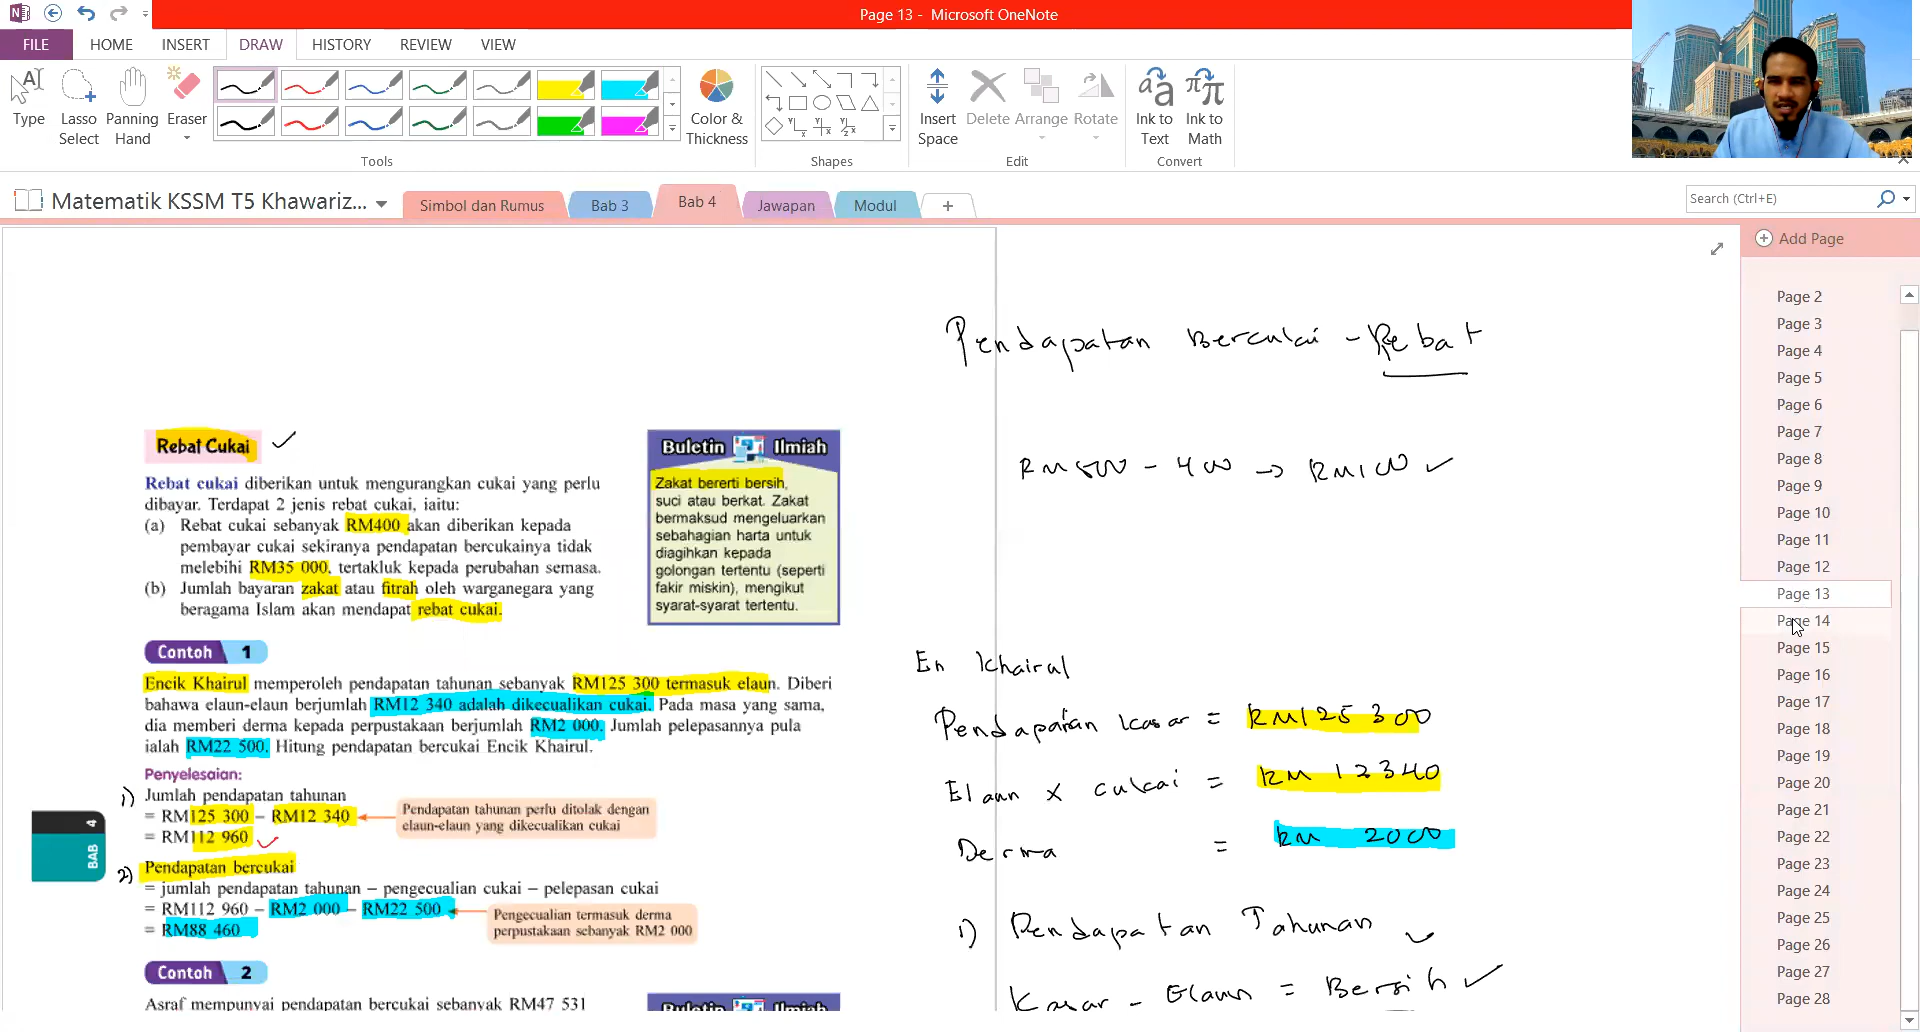 Page 13 - Microsoft OneNote
FILE HOME INSERT DRAW HISTORY REVIEW VIEW
Type
Lasso Select
Panning Hand
Eraser
Color & Thickness
Insert Space
Delete
Arrange
Rotate
Ink to Text
Ink to Math
Tools
Shapes
Edit
Convert
Matematik KSSM T5 Khawariz...
Simbol dan Rumus
Bab 3
Bab 4
Jawapan
Modul
Search (Ctrl+E)
Add Page
Page 2
Page 3
Page 4
Page 5
Page 6
Page 7
Page 8
Page 9
Page 10
Page 11
Page 12
Page 13
Page 14
Page 15
Page 16
Page 17
Page 18
Page 19
Page 20
Page 21
Page 22
Page 23
Page 24
Page 25
Page 26
Page 27
Page 28
Rebat Cukai
Rebat cukai diberikan untuk mengurangkan cukai yang perlu
dibayar. Terdapat 2 jenis rebat cukai, iaitu:
(a) Rebat cukai sebanyak RM400 akan diberikan kepada
pembayar cukai sekiranya pendapatan bercukainya tidak
melebihi RM35 000, tertakluk kepada perubahan semasa.
(b) Jumlah bayaran zakat atau fitrah oleh warganegara yang
beragama Islam akan mendapat rebat cukai.
Buletin Ilmiah
Zakat bererti bersih,
suci atau berkat. Zakat
bermaksud mengeluarkan
sebahagian harta untuk
diagihkan kepada
golongan tertentu (seperti
fakir miskin), mengikut
syarat-syarat tertentu.
Contoh 1
Encik Khairul memperoleh pendapatan tahunan sebanyak RM125 300 termasuk elaun. Diberi
bahawa elaun-elaun berjumlah RM12 340 adalah dikecualikan cukai. Pada masa yang sama,
dia memberi derma kepada perpustakaan berjumlah RM2 000. Jumlah pelepasannya pula
ialah RM22 500. Hitung pendapatan bercukai Encik Khairul.
Penyelesaian:
1) Jumlah pendapatan tahunan
= RM125 300 – RM12 340
= RM112 960
Pendapatan tahunan perlu ditolak dengan
elaun-elaun yang dikecualikan cukai
2) Pendapatan bercukai
= jumlah pendapatan tahunan – pengecualian cukai – pelepasan cukai
= RM112 960 – RM2 000 – RM22 500
= RM88 460
Pengecualian termasuk derma
perpustakaan sebanyak RM2 000
BAB 4
Contoh 2
Asraf mempunyai pendapatan bercukai sebanyak RM47 531
Buletin Ilmiah
Pendapatan Bercukai - Rebat
RM500 - 400 → RM100
En Khairul
Pendapatan kasar = RM125 300
Elaun x cukai = RM 12340
Derma = RM 2000
1) Pendapatan Tahunan
Kasar - Elaun = Bersih